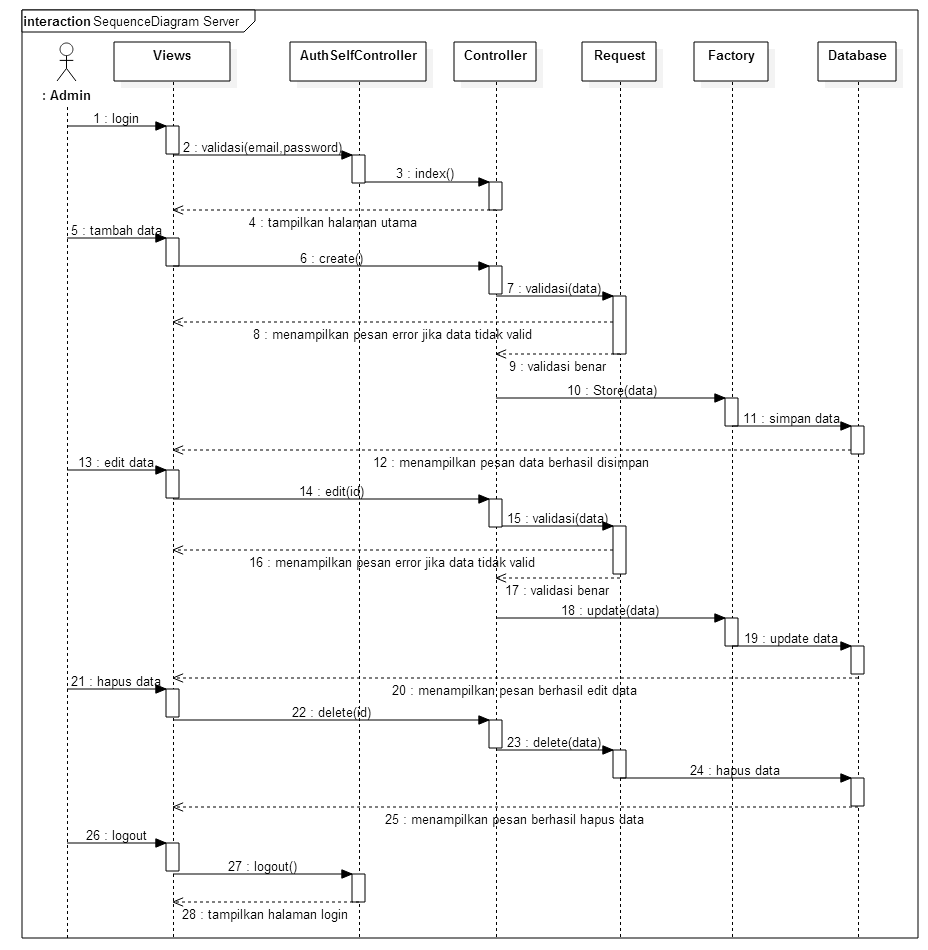 interaction SequenceDiagram Server
Views
AuthSelfController
Controller
Request
Factory
Database
: Admin
1 : login
2 : validasi(email,password)
3 : index()
4 : tampilkan halaman utama
5 : tambah data
6 : create()
7 : validasi(data)
8 : menampilkan pesan error jika data tidak valid
9 : validasi benar
10 : Store(data)
11 : simpan data
12 : menampilkan pesan data berhasil disimpan
13 : edit data
14 : edit(id)
15 : validasi(data)
16 : menampilkan pesan error jika data tidak valid
17 : validasi benar
18 : update(data)
19 : update data
20 : menampilkan pesan berhasil edit data
21 : hapus data
22 : delete(id)
23 : delete(data)
24 : hapus data
25 : menampilkan pesan berhasil hapus data
26 : logout
27 : logout()
28 : tampilkan halaman login